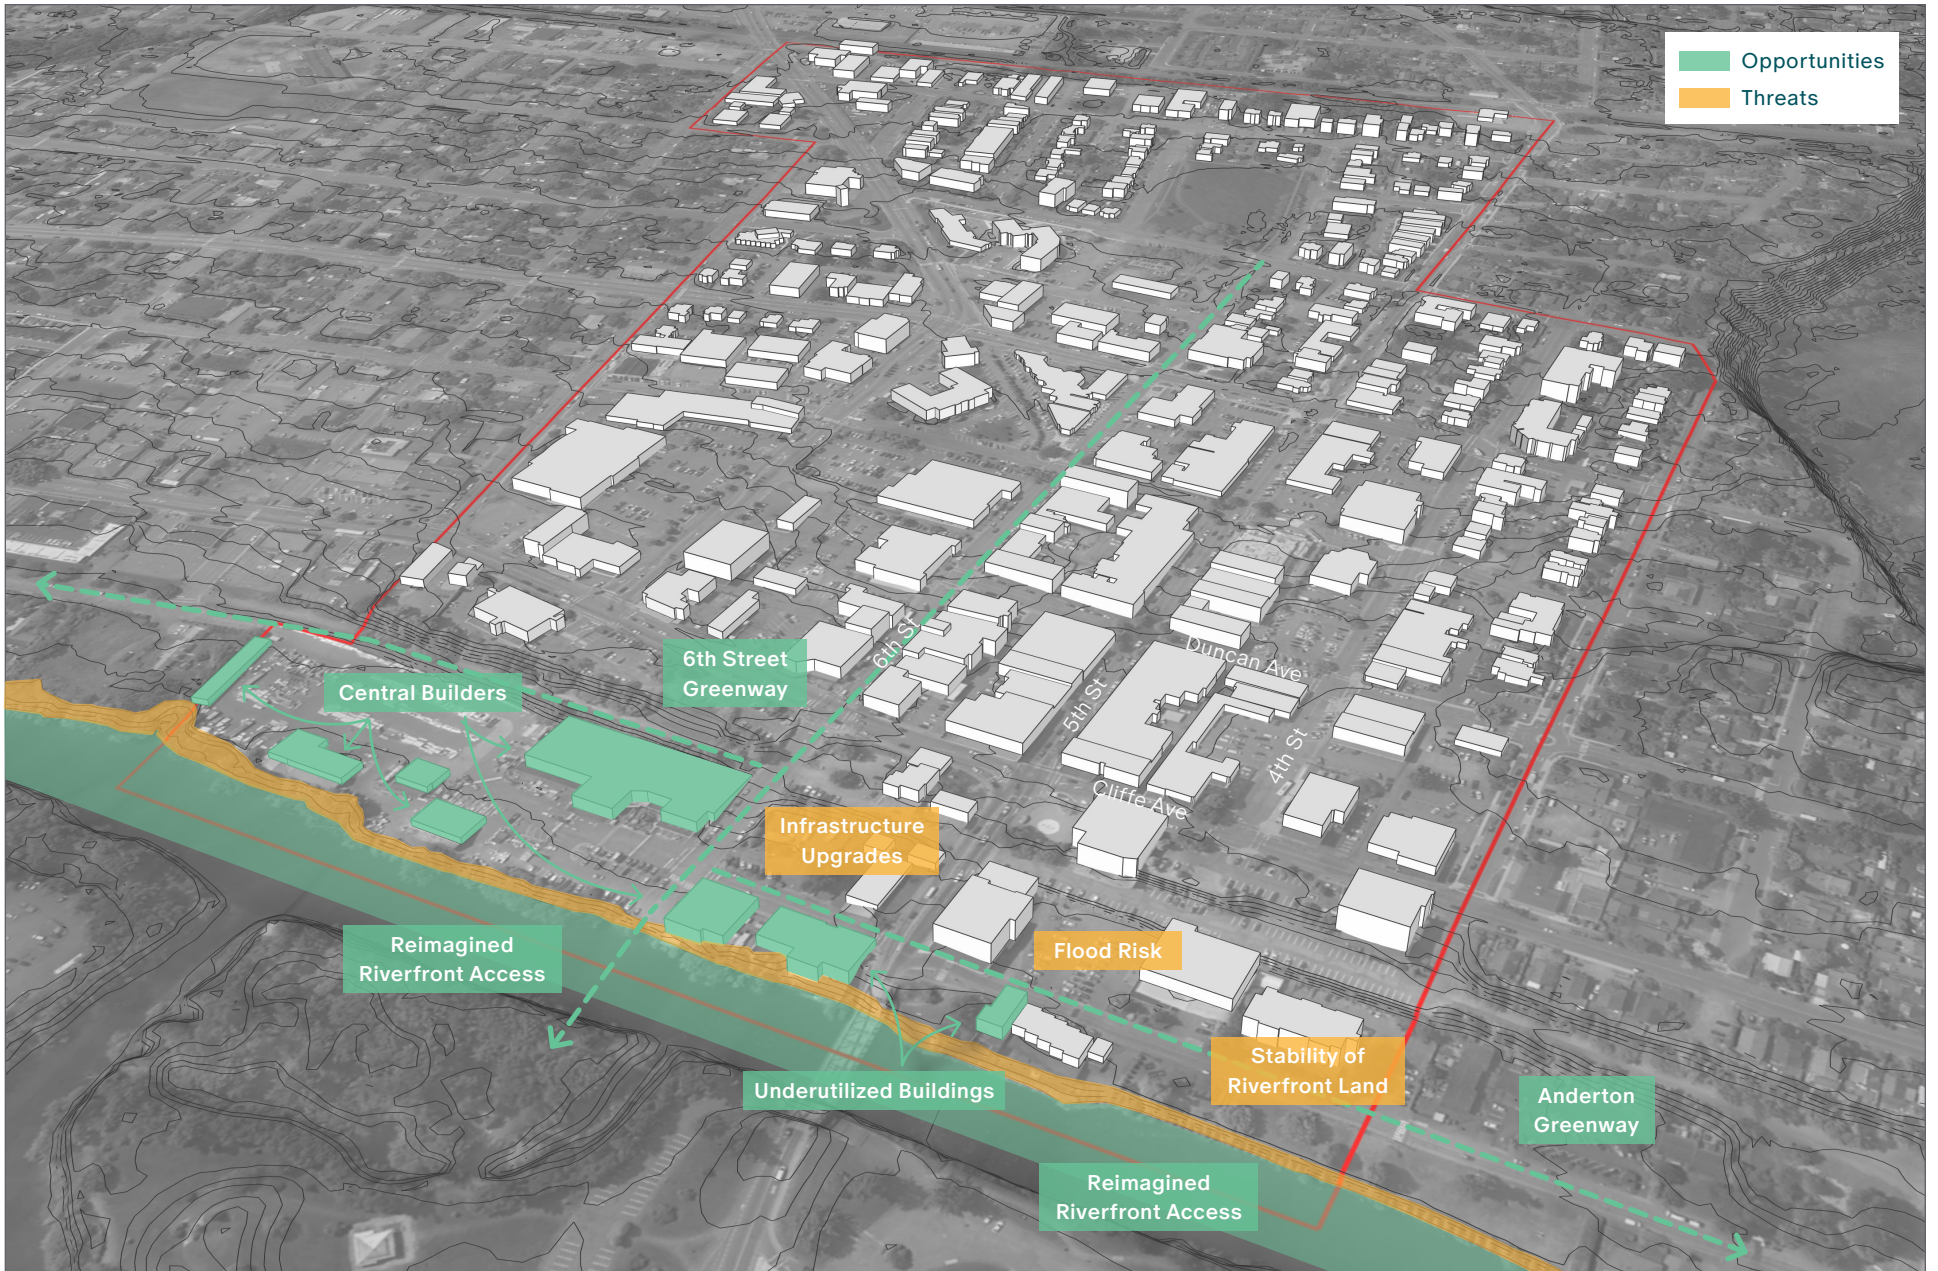 Opportunities
Threats
6th St
Duncan Ave
6th Street
Greenway
Central Builders
5th St
4th St
Cliffe Ave
Infrastructure
Upgrades
Reimagined
Riverfront Access
Flood Risk
Stability of
Riverfront Land
Underutilized Buildings
Anderton
Greenway
Reimagined
Riverfront Access